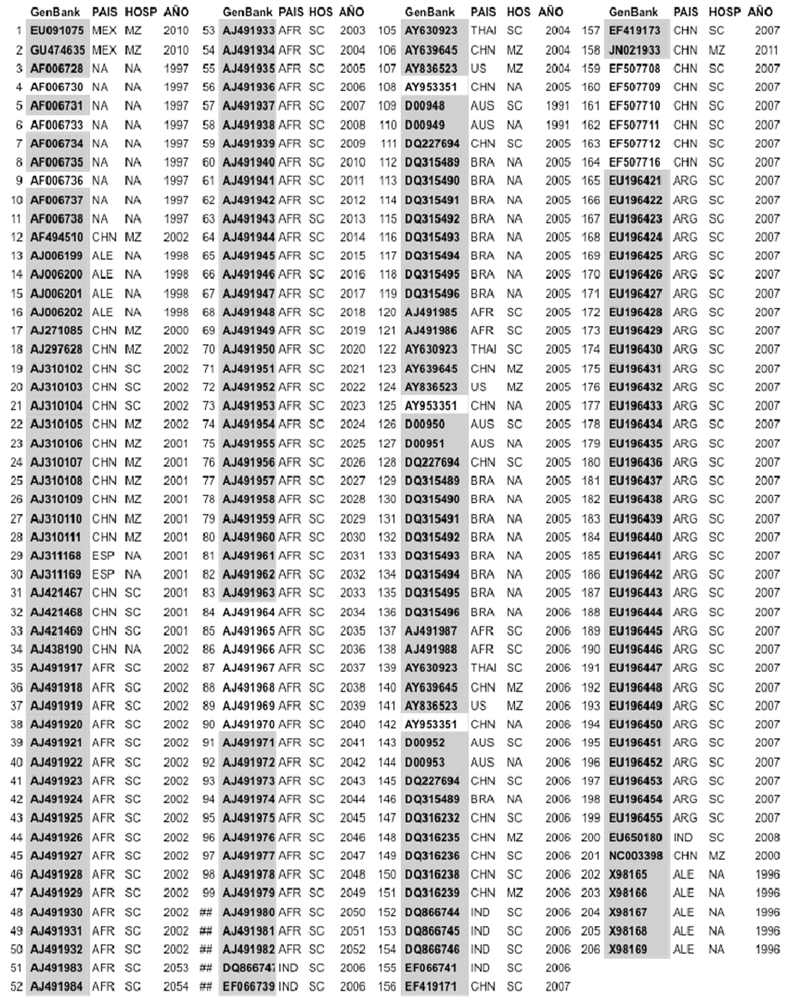 GenBank PAIS HOSP AÑO GenBank PAIS HOS AÑO GenBank PAIS HOS AÑO GenBank PAIS HOSP AÑO
1 EU091075 MEX MZ 2010 53 AJ491933 AFR SC 2003 105 AY630923 THAI SC 2004 157 EF419173 CHN SC 2007
2 GU474635 MEX MZ 2010 54 AJ491934 AFR SC 2004 106 AY639645 CHN MZ 2004 158 JN021933 CHN MZ 2011
3 AF006728 NA NA 1997 55 AJ491935 AFR SC 2005 107 AY836523 US MZ 2004 159 EF507708 CHN SC 2007
4 AF006730 NA NA 1997 56 AJ491936 AFR SC 2006 108 AY953351 CHN NA 2005 160 EF507709 CHN SC 2007
5 AF006731 NA NA 1997 57 AJ491937 AFR SC 2007 109 D00948 AUS SC 1991 161 EF507710 CHN SC 2007
6 AF006733 NA NA 1997 58 AJ491938 AFR SC 2008 110 D00949 AUS NA 1991 162 EF507711 CHN SC 2007
7 AF006734 NA NA 1997 59 AJ491939 AFR SC 2009 111 DQ227694 CHN SC 2005 163 EF507712 CHN SC 2007
8 AF006735 NA NA 1997 60 AJ491940 AFR SC 2010 112 DQ315489 BRA NA 2005 164 EF507716 CHN SC 2007
9 AF006736 NA NA 1997 61 AJ491941 AFR SC 2011 113 DQ315490 BRA NA 2005 165 EU196421 ARG SC 2007
10 AF006737 NA NA 1997 62 AJ491942 AFR SC 2012 114 DQ315491 BRA NA 2005 166 EU196422 ARG SC 2007
11 AF006738 NA NA 1997 63 AJ491943 AFR SC 2013 115 DQ315492 BRA NA 2005 167 EU196423 ARG SC 2007
12 AF494510 CHN MZ 2002 64 AJ491944 AFR SC 2014 116 DQ315493 BRA NA 2005 168 EU196424 ARG SC 2007
13 AJ006199 ALE NA 1998 65 AJ491945 AFR SC 2015 117 DQ315494 BRA NA 2005 169 EU196425 ARG SC 2007
14 AJ006200 ALE NA 1998 66 AJ491946 AFR SC 2016 118 DQ315495 BRA NA 2005 170 EU196426 ARG SC 2007
15 AJ006201 ALE NA 1998 67 AJ491947 AFR SC 2017 119 DQ315496 BRA NA 2005 171 EU196427 ARG SC 2007
16 AJ006202 ALE NA 1998 68 AJ491948 AFR SC 2018 120 AJ491985 AFR SC 2005 172 EU196428 ARG SC 2007
17 AJ271085 CHN MZ 2000 69 AJ491949 AFR SC 2019 121 AJ491986 AFR SC 2005 173 EU196429 ARG SC 2007
18 AJ297628 CHN MZ 2002 70 AJ491950 AFR SC 2020 122 AY630923 THAI SC 2005 174 EU196430 ARG SC 2007
19 AJ310102 CHN SC 2002 71 AJ491951 AFR SC 2021 123 AY639645 CHN MZ 2005 175 EU196431 ARG SC 2007
20 AJ310103 CHN SC 2002 72 AJ491952 AFR SC 2022 124 AY836523 US MZ 2005 176 EU196432 ARG SC 2007
21 AJ310104 CHN SC 2002 73 AJ491953 AFR SC 2023 125 AY953351 CHN NA 2005 177 EU196433 ARG SC 2007
22 AJ310105 CHN MZ 2002 74 AJ491954 AFR SC 2024 126 D00950 AUS SC 2005 178 EU196434 ARG SC 2007
23 AJ310106 CHN MZ 2001 75 AJ491955 AFR SC 2025 127 D00951 AUS NA 2005 179 EU196435 ARG SC 2007
24 AJ310107 CHN MZ 2001 76 AJ491956 AFR SC 2026 128 DQ227694 CHN SC 2005 180 EU196436 ARG SC 2007
25 AJ310108 CHN MZ 2001 77 AJ491957 AFR SC 2027 129 DQ315489 BRA NA 2005 181 EU196437 ARG SC 2007
26 AJ310109 CHN MZ 2001 78 AJ491958 AFR SC 2028 130 DQ315490 BRA NA 2005 182 EU196438 ARG SC 2007
27 AJ310110 CHN MZ 2001 79 AJ491959 AFR SC 2029 131 DQ315491 BRA NA 2005 183 EU196439 ARG SC 2007
28 AJ310111 CHN MZ 2001 80 AJ491960 AFR SC 2030 132 DQ315492 BRA NA 2005 184 EU196440 ARG SC 2007
29 AJ311168 ESP NA 2001 81 AJ491961 AFR SC 2031 133 DQ315493 BRA NA 2005 185 EU196441 ARG SC 2007
30 AJ311169 ESP NA 2001 82 AJ491962 AFR SC 2032 134 DQ315494 BRA NA 2005 186 EU196442 ARG SC 2007
31 AJ421467 CHN SC 2001 83 AJ491963 AFR SC 2033 135 DQ315495 BRA NA 2005 187 EU196443 ARG SC 2007
32 AJ421468 CHN SC 2001 84 AJ491964 AFR SC 2034 136 DQ315496 BRA NA 2006 188 EU196444 ARG SC 2007
33 AJ421469 CHN SC 2001 85 AJ491965 AFR SC 2035 137 AJ491987 AFR SC 2006 189 EU196445 ARG SC 2007
34 AJ438190 CHN NA 2002 86 AJ491966 AFR SC 2036 138 AJ491988 AFR SC 2006 190 EU196446 ARG SC 2007
35 AJ491917 AFR SC 2002 87 AJ491967 AFR SC 2037 139 AY630923 THAI SC 2006 191 EU196447 ARG SC 2007
36 AJ491918 AFR SC 2002 88 AJ491968 AFR SC 2038 140 AY639645 CHN MZ 2006 192 EU196448 ARG SC 2007
37 AJ491919 AFR SC 2002 89 AJ491969 AFR SC 2039 141 AY836523 US MZ 2006 193 EU196449 ARG SC 2007
38 AJ491920 AFR SC 2002 90 AJ491970 AFR SC 2040 142 AY953351 CHN NA 2006 194 EU196450 ARG SC 2007
39 AJ491921 AFR SC 2002 91 AJ491971 AFR SC 2041 143 D00952 AUS SC 2006 195 EU196451 ARG SC 2007
40 AJ491922 AFR SC 2002 92 AJ491972 AFR SC 2042 144 D00953 AUS NA 2006 196 EU196452 ARG SC 2007
41 AJ491923 AFR SC 2002 93 AJ491973 AFR SC 2043 145 DQ227694 CHN SC 2006 197 EU196453 ARG SC 2007
42 AJ491924 AFR SC 2002 94 AJ491974 AFR SC 2044 146 DQ315489 BRA NA 2006 198 EU196454 ARG SC 2007
43 AJ491925 AFR SC 2002 95 AJ491975 AFR SC 2045 147 DQ316232 CHN SC 2006 199 EU196455 ARG SC 2007
44 AJ491926 AFR SC 2002 96 AJ491976 AFR SC 2046 148 DQ316235 CHN MZ 2006 200 EU650180 IND SC 2008
45 AJ491927 AFR SC 2002 97 AJ491977 AFR SC 2047 149 DQ316236 CHN SC 2006 201 NC003398 CHN MZ 2000
46 AJ491928 AFR SC 2002 98 AJ491978 AFR SC 2048 150 DQ316238 CHN SC 2006 202 X98165 ALE NA 1996
47 AJ491929 AFR SC 2002 99 AJ491979 AFR SC 2049 151 DQ316239 CHN MZ 2006 203 X98166 ALE NA 1996
48 AJ491930 AFR SC 2002 ## AJ491980 AFR SC 2050 152 DQ866744 IND SC 2006 204 X98167 ALE NA 1996
49 AJ491931 AFR SC 2002 ## AJ491981 AFR SC 2051 153 DQ866745 IND SC 2006 205 X98168 ALE NA 1996
50 AJ491932 AFR SC 2002 ## AJ491982 AFR SC 2052 154 DQ866746 IND SC 2006 206 X98169 ALE NA 1996
51 AJ491983 AFR SC 2053 ## DQ866747 IND SC 2006 155 EF066741 IND SC 2006
52 AJ491984 AFR SC 2054 ## EF066739 IND SC 2006 156 EF419171 CHN SC 2007